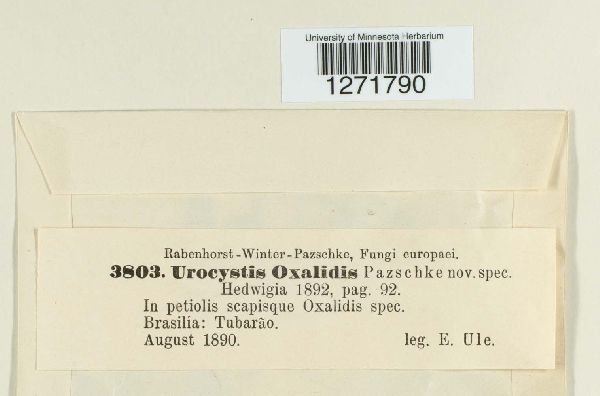 University of Minnesota Herbarium
1271790
Rabenhorst-Winter-Pazschke, Fungi europaei.
3803. Urocystis Oxalidis Pazschke nov. spec.
Hedwigia 1892, pag. 92.
In petiolis scapisque Oxalidis spec.
Brasilia: Tubarão.
August 1890. leg. E. Ule.